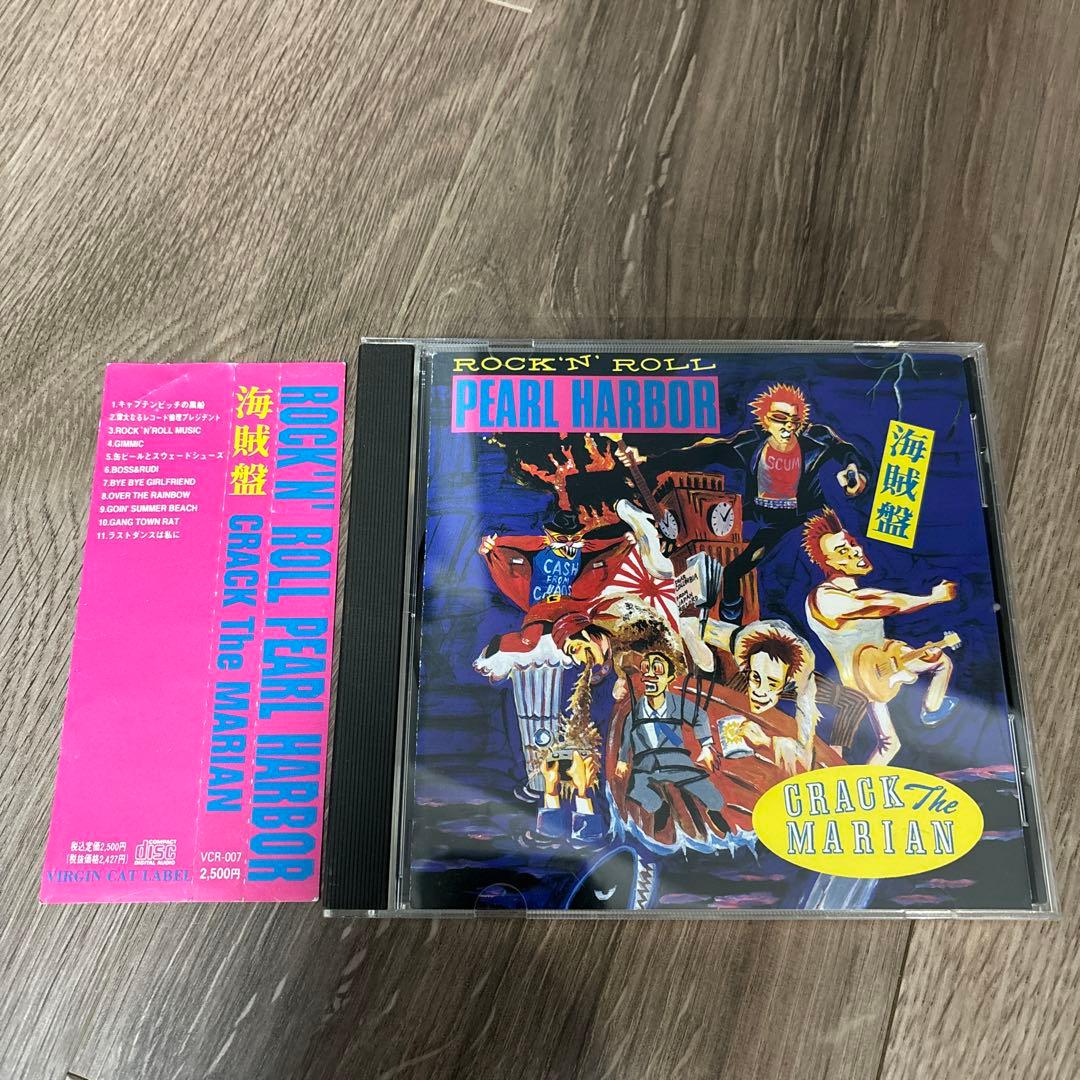 1.キャプテンビッチの黒船
2.偉大なるレコード倫理プレジデント
3.ROCK`N'ROLL MUSIC
4.GIMMIC
5.缶ビールとスウェードシューズ
6.BOSS&RUDI
7.BYE BYE GIRLFRIEND
8.OVER THE RAINBOW
9.GOIN' SUMMER BEACH
10.GANG TOWN RAT
11.ラストダンスは私に
税込定価2,500円
(税抜価格2,427円)
COMPACT
disc
DIGITAL AUDIO
VIRGIN CAT LABEL
海賊盤 CRACK The MARIAN
VCR-007
2,500円
ROCK'N' ROLL PEARL HARBOR
ROCK'N' ROLL
PEARL HARBOR
海賊盤
SCUM
CASH
FROM
CHAOS
CRACK The
MARIAN